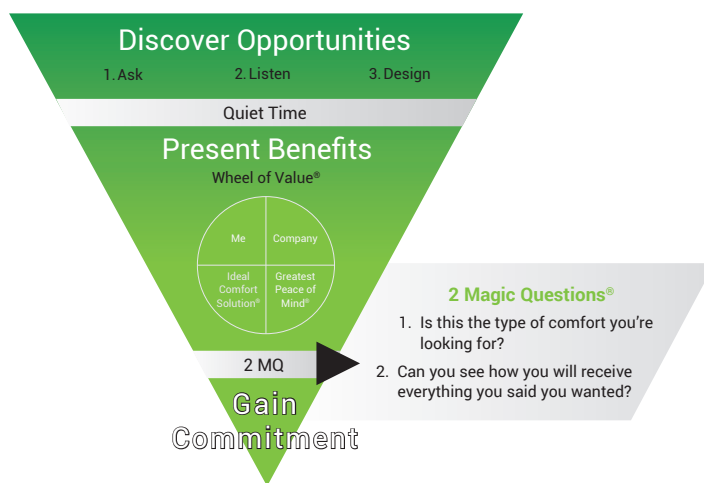 Discover Opportunities
1. Ask 2. Listen 3. Design
Quiet Time
Present Benefits
Wheel of Value®
Me Company
Ideal
Comfort
Solution®
Greatest
Peace of
Mind®
2 MQ
Gain
Commitment
2 Magic Questions®
1. Is this the type of comfort you’re
looking for?
2. Can you see how you will receive
everything you said you wanted?